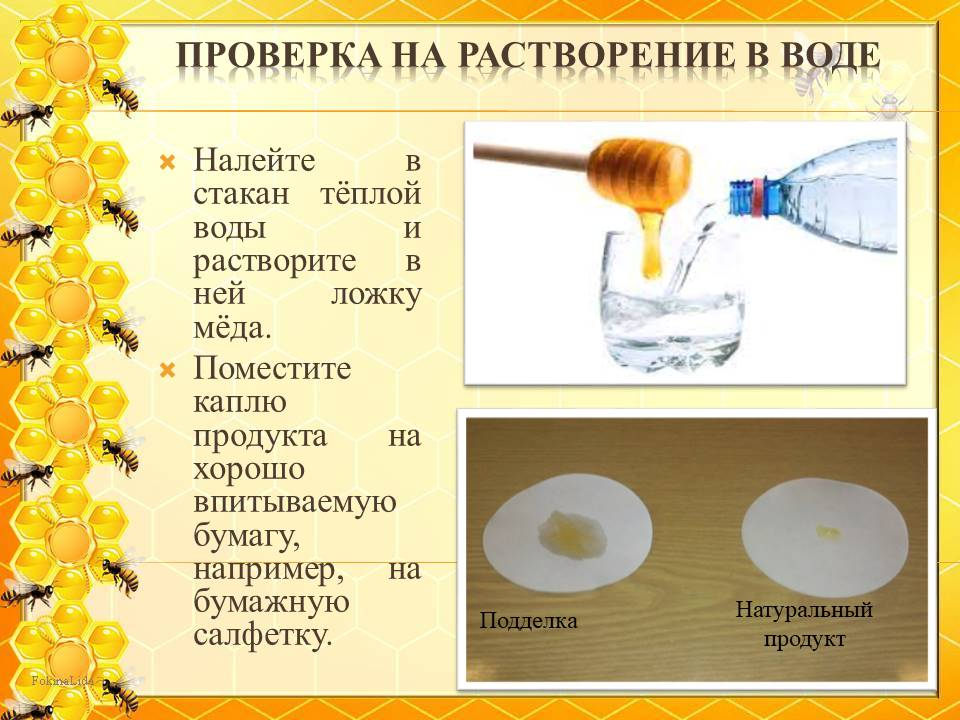 ПРОВЕРКА НА РАСТВОРЕНИЕ В ВОДЕ
Налейте в
стакан тёплой
воды и
растворите в
ней ложку
мёда.
Поместите
каплю
продукта на
хорошо
впитываемую
бумагу,
например, на
бумажную
салфетку.
Подделка
Натуральный
продукт
FokinaLida